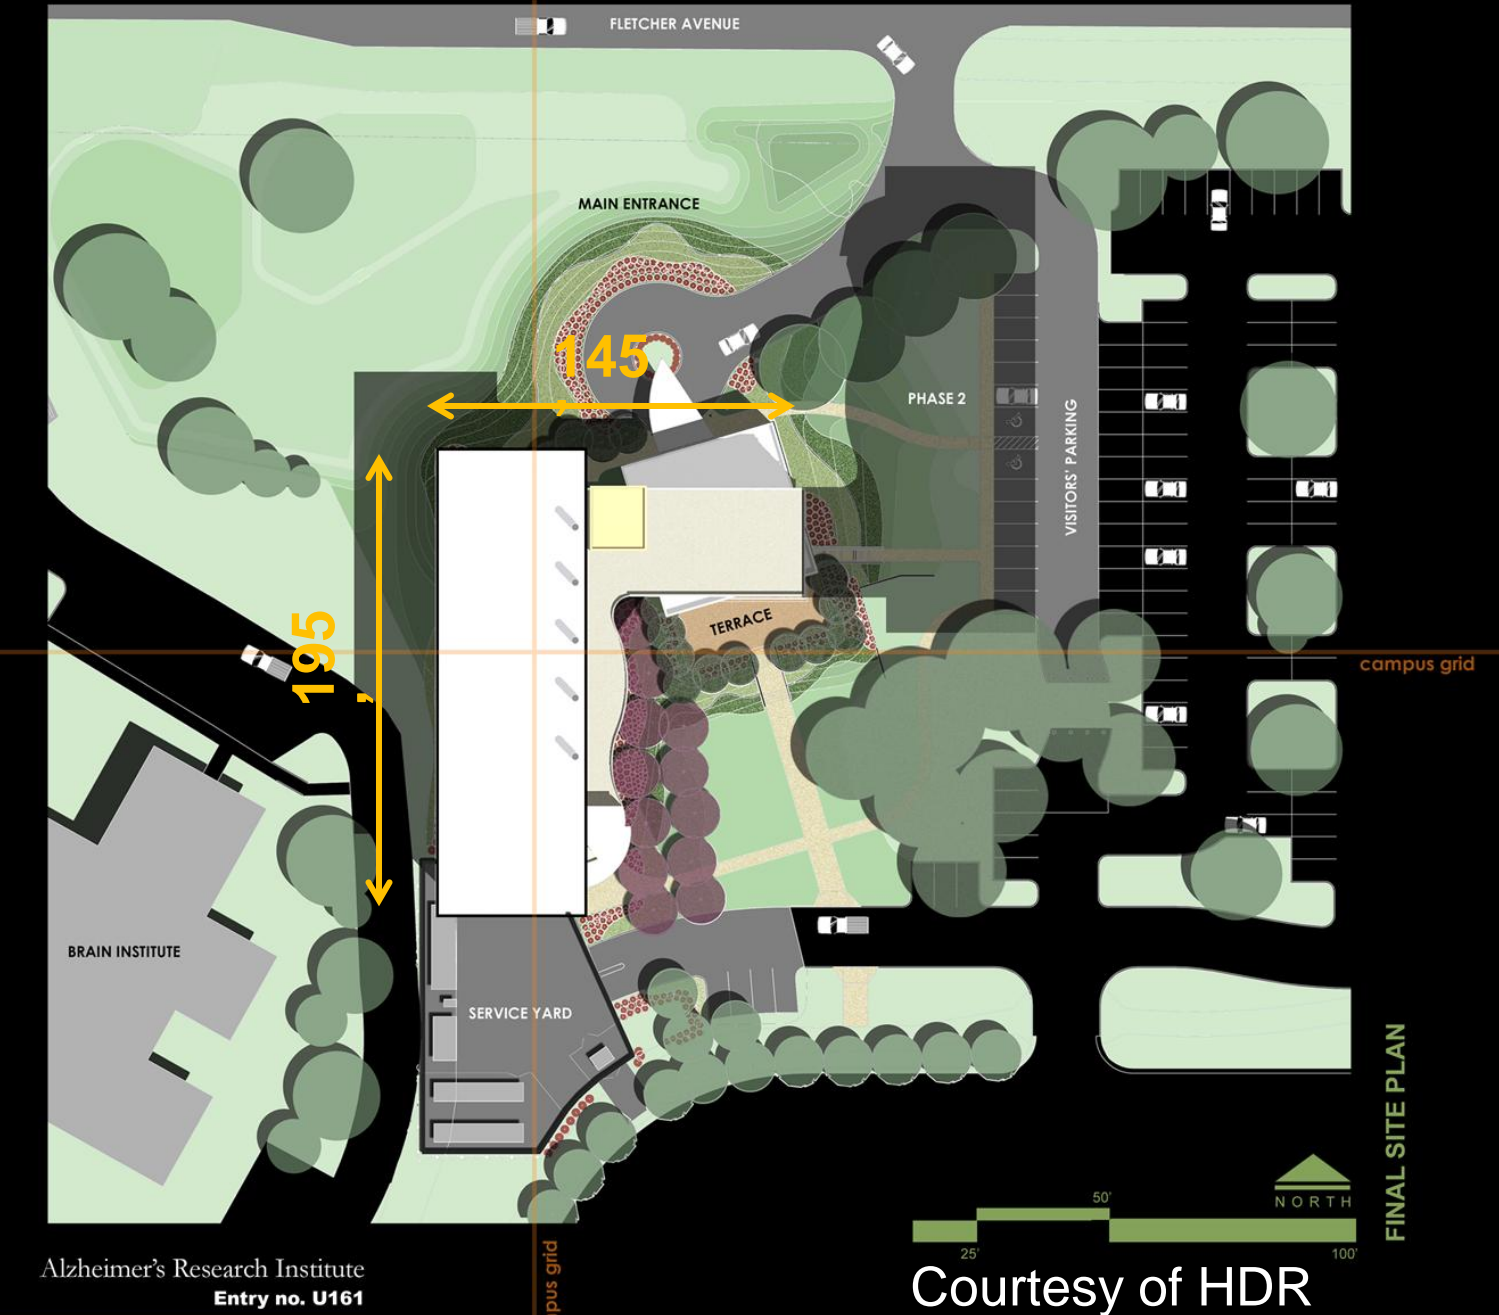 FLETCHER AVENUE
MAIN ENTRANCE
145
'
PHASE 2
VISITORS' PARKING
195
'
TERRACE
campus grid
BRAIN INSTITUTE
SERVICE YARD
50'
NORTH
25'
100'
FINAL SITE PLAN
Alzheimer's Research Institute
Entry no. U161
grid
Courtesy of HDR